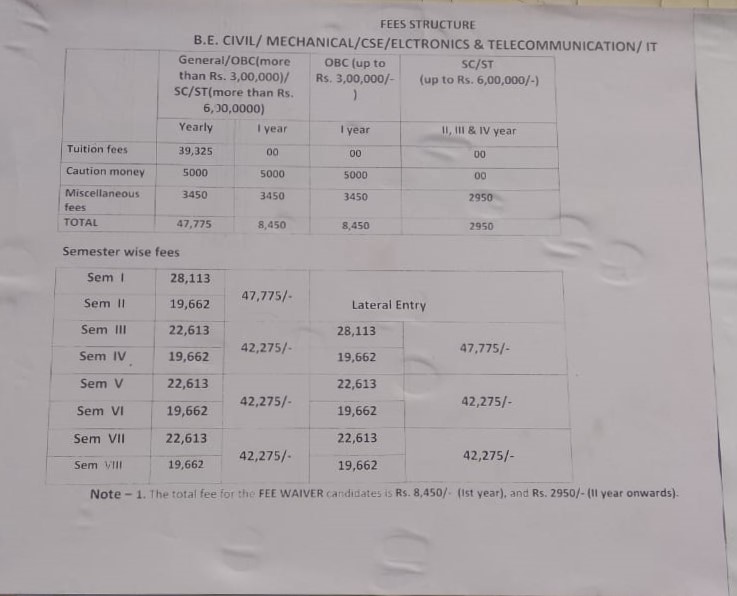 FEES STRUCTURE
B.E. CIVIL/ MECHANICAL/CSE/ELCTRONICS & TELECOMMUNICATION/ IT
General/OBC(more than Rs. 3,00,000)/ SC/ST(more than Rs. 6,00,0000) OBC (up to Rs. 3,00,000/-) SC/ST (up to Rs. 6,00,000/-)
Yearly I year I year II, III & IV year
Tuition fees 39,325 00 00 00
Caution money 5000 5000 5000 00
Miscellaneous fees 3450 3450 3450 2950
TOTAL 47,775 8,450 8,450 2950
Semester wise fees
Sem I 28,113
47,775/-
Sem II 19,662 Lateral Entry
Sem III 22,613 28,113
42,275/- 47,775/-
Sem IV 19,662 19,662
Sem V 22,613 22,613
42,275/- 42,275/-
Sem VI 19,662 19,662
Sem VII 22,613 22,613
42,275/- 42,275/-
Sem VIII 19,662 19,662
Note – 1. The total fee for the FEE WAIVER candidates is Rs. 8,450/- (Ist year), and Rs. 2950/- (II year onwards).